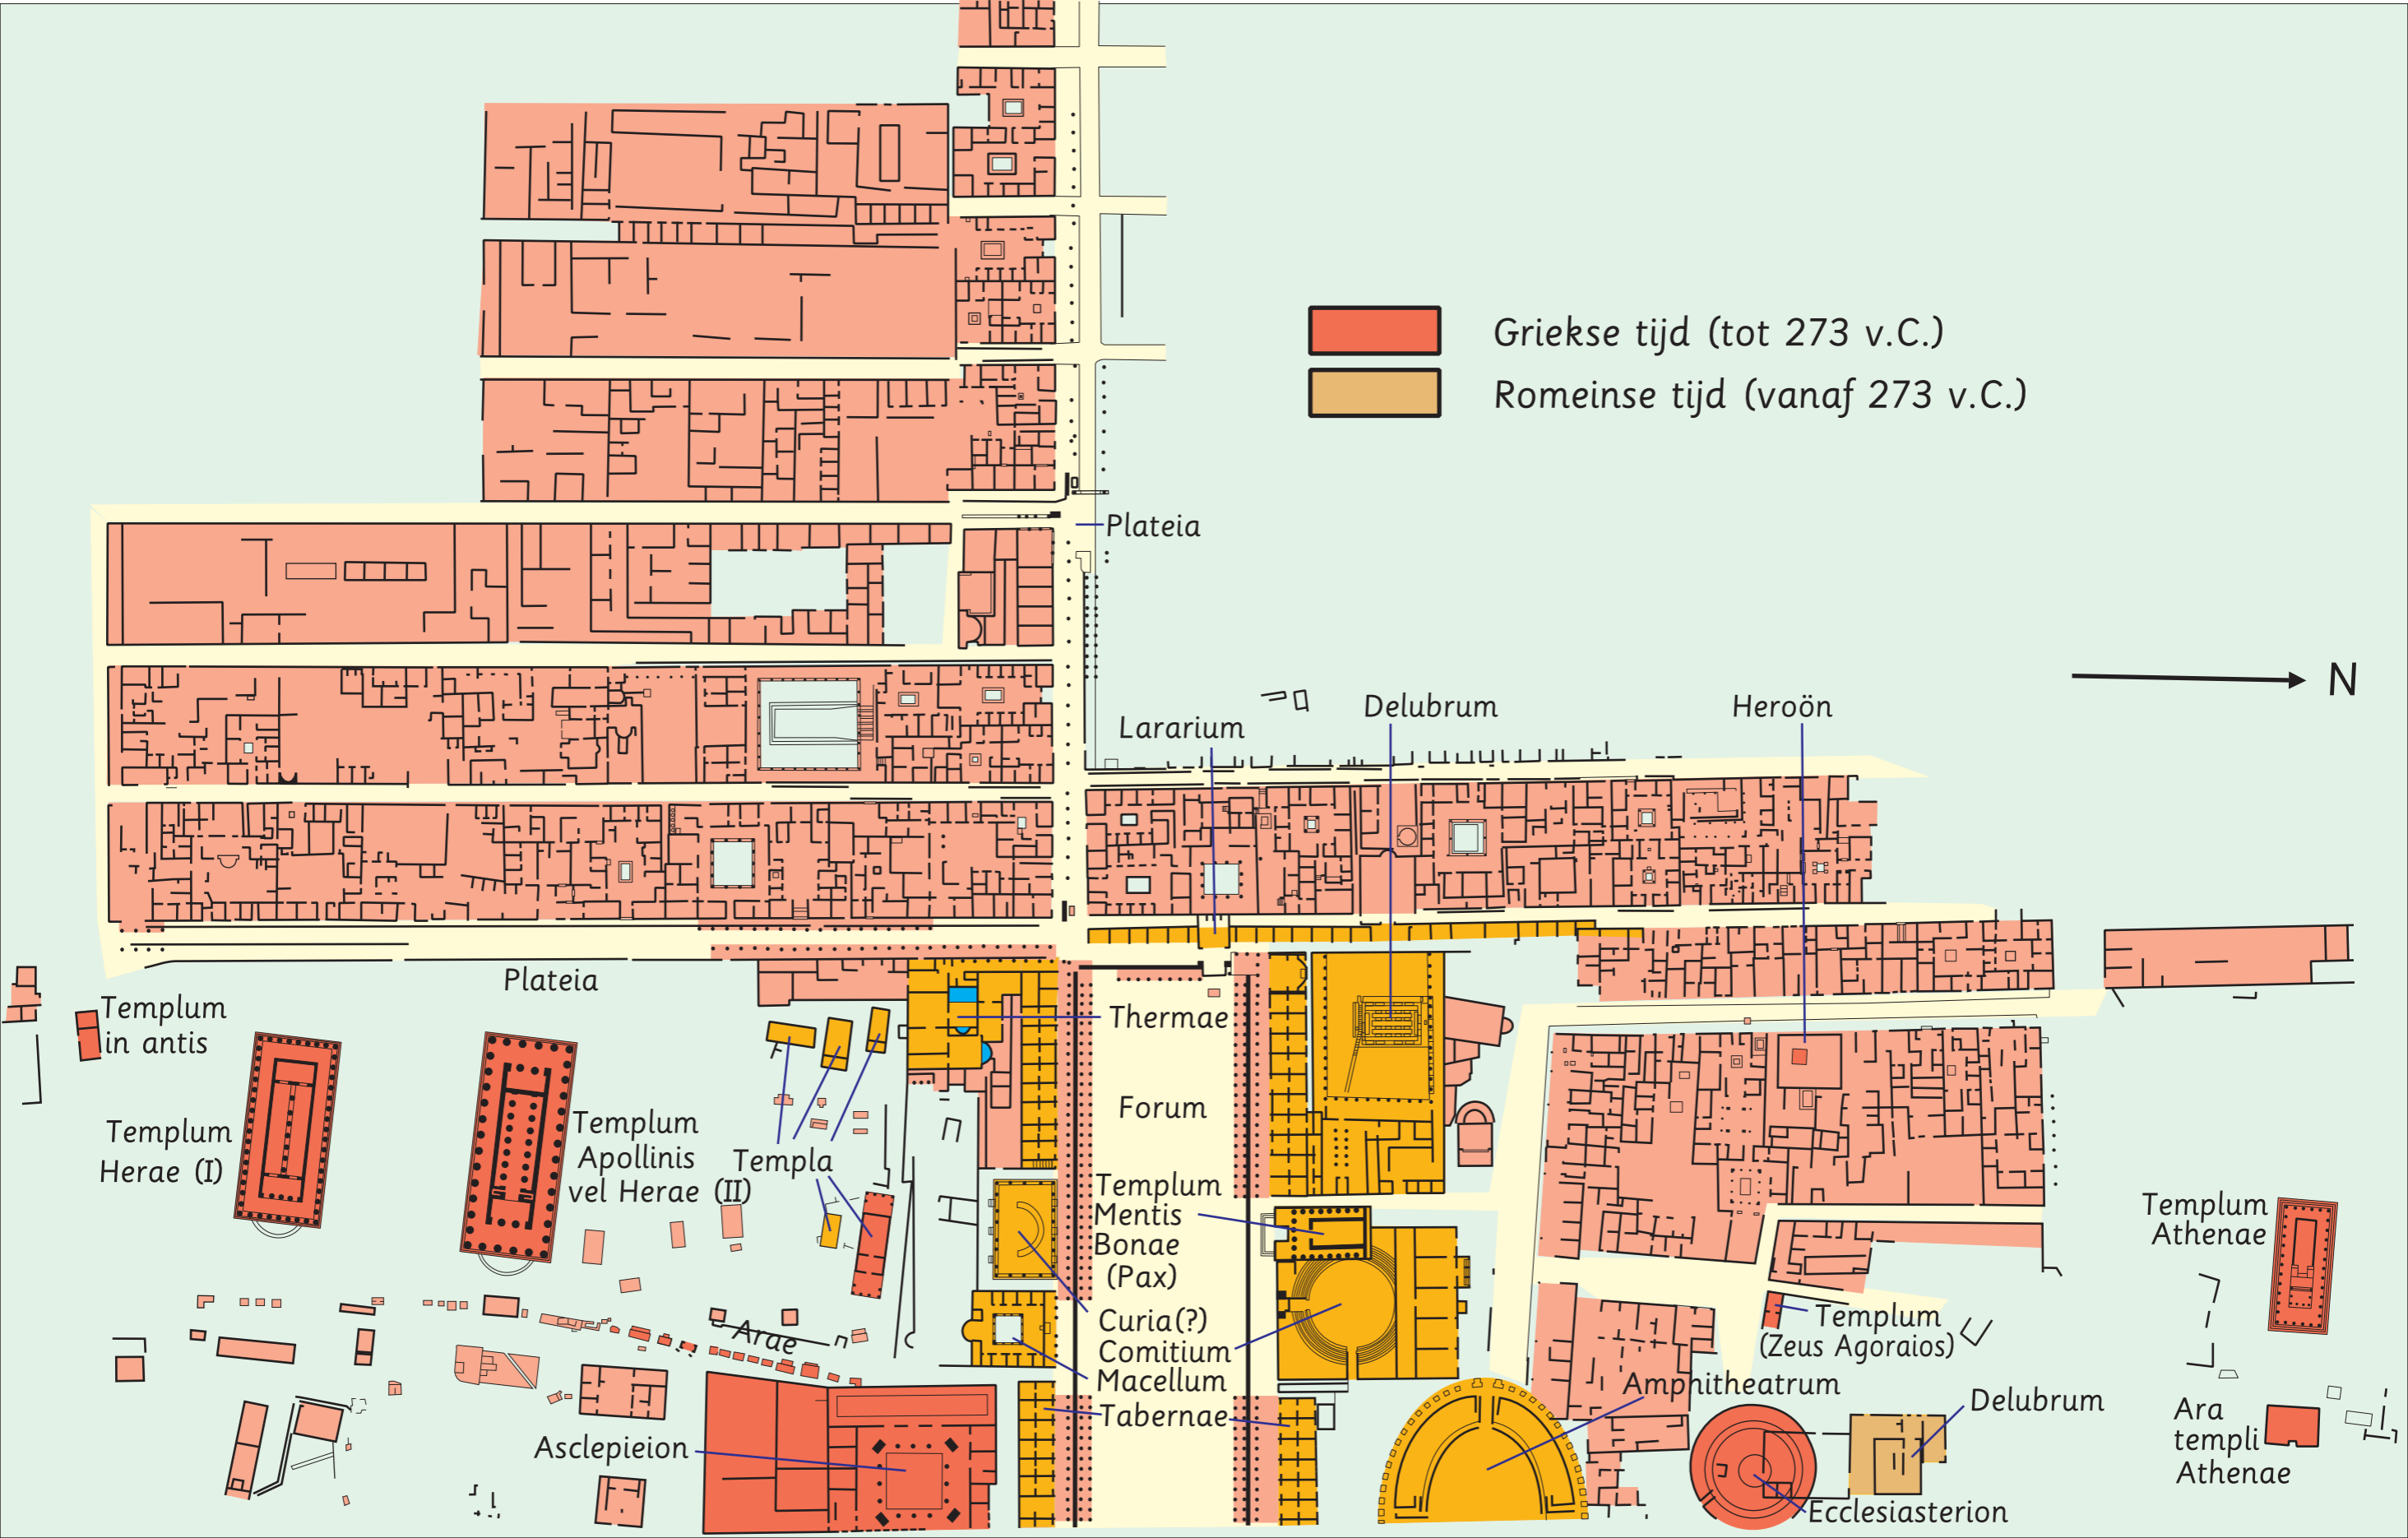 Griekse tijd (tot 273 v.C.)
Romeinse tijd (vanaf 273 v.C.)
Plateia
N
Lararium
Delubrum
Heroön
Plateia
Templum
in antis
Thermae
Templum
Herae (I)
Templum
Apollinis
vel Herae (II)
Templa
Forum
Templum
Mentis
Bonae
(Pax)
Curia(?)
Comitium
Macellum
Tabernae
Arae
Asclepieion
Templum
Athenae
Templum
(Zeus Agoraios)
Amphitheatrum
Delubrum
Ecclesiasterion
Ara
templi
Athenae